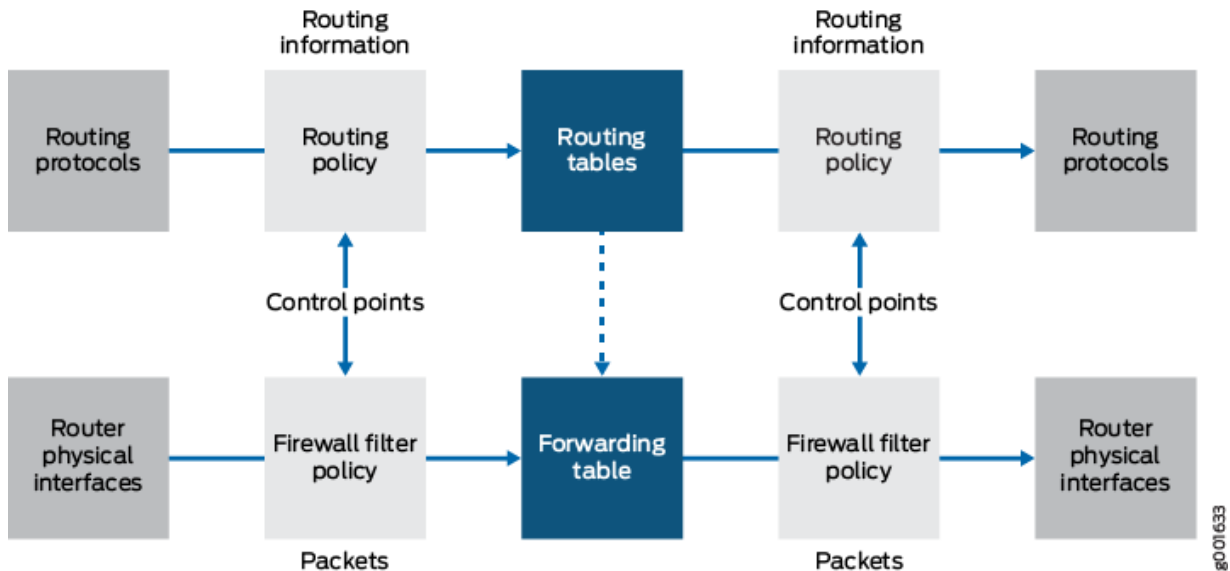 Routing
information
Routing
information
Routing
protocols
Routing
policy
Routing
tables
Routing
policy
Routing
protocols
Control points
Control points
Router
physical
interfaces
Firewall filter
policy
Forwarding
table
Firewall filter
policy
Router
physical
interfaces
Packets
Packets
g001633